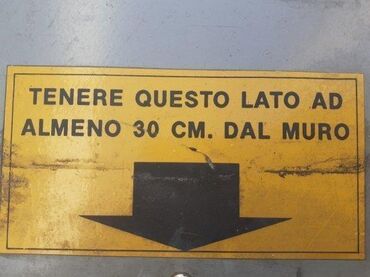 TENERE QUESTO LATO AD
ALMENO 30 CM. DAL MURO